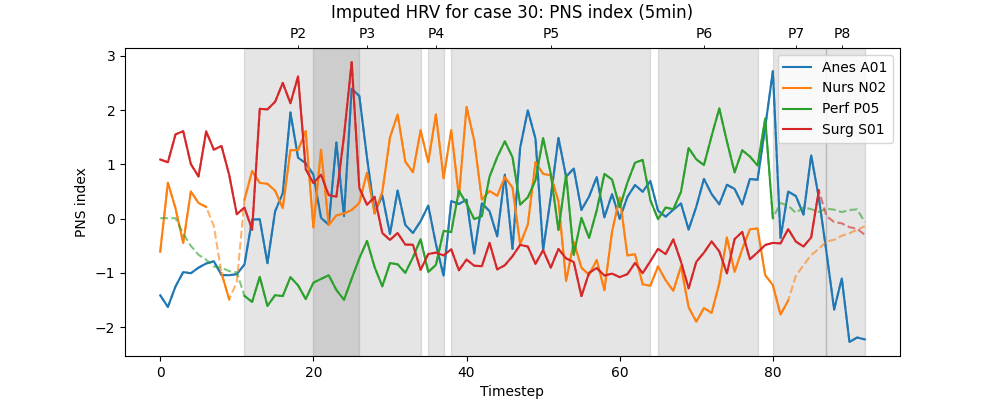 Imputed HRV for case 30: PNS index (5min)
P2 P3 P4 P5 P6 P7 P8
Anes A01
Nurs N02
Perf P05
Surg S01
PNS index
3
2
1
0
−1
−2
0 20 40 60 80
Timestep